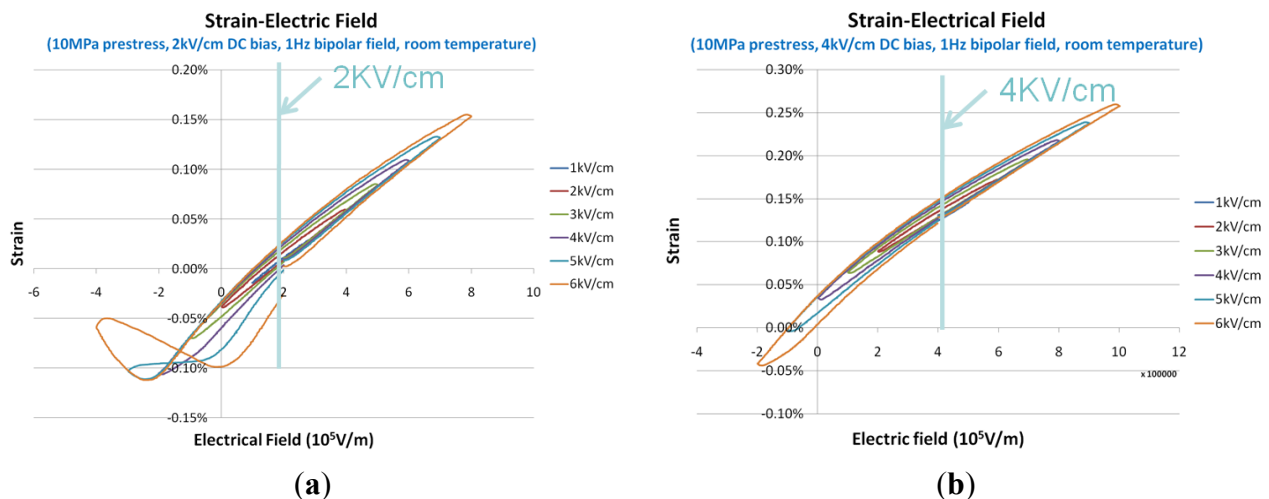 Strain-Electric Field
(10MPa prestress, 2kV/cm DC bias, 1Hz bipolar field, room temperature)
2KV/cm
0.20%
0.15%
0.10%
0.05%
0.00%
-0.05%
-0.10%
-0.15%
-6 -4 -2 0 2 4 6 8 10
Strain
Electrical Field (10⁵V/m)
1kV/cm
2kV/cm
3kV/cm
4kV/cm
5kV/cm
6kV/cm
(a)
Strain-Electrical Field
(10MPa prestress, 4kV/cm DC bias, 1Hz bipolar field, room temperature)
4KV/cm
0.30%
0.25%
0.20%
0.15%
0.10%
0.05%
0.00%
-0.05%
-0.10%
-4 -2 0 2 4 6 8 10 12
x 100000
Strain
Electric field (10⁵V/m)
1kV/cm
2kV/cm
3kV/cm
4kV/cm
5kV/cm
6kV/cm
(b)